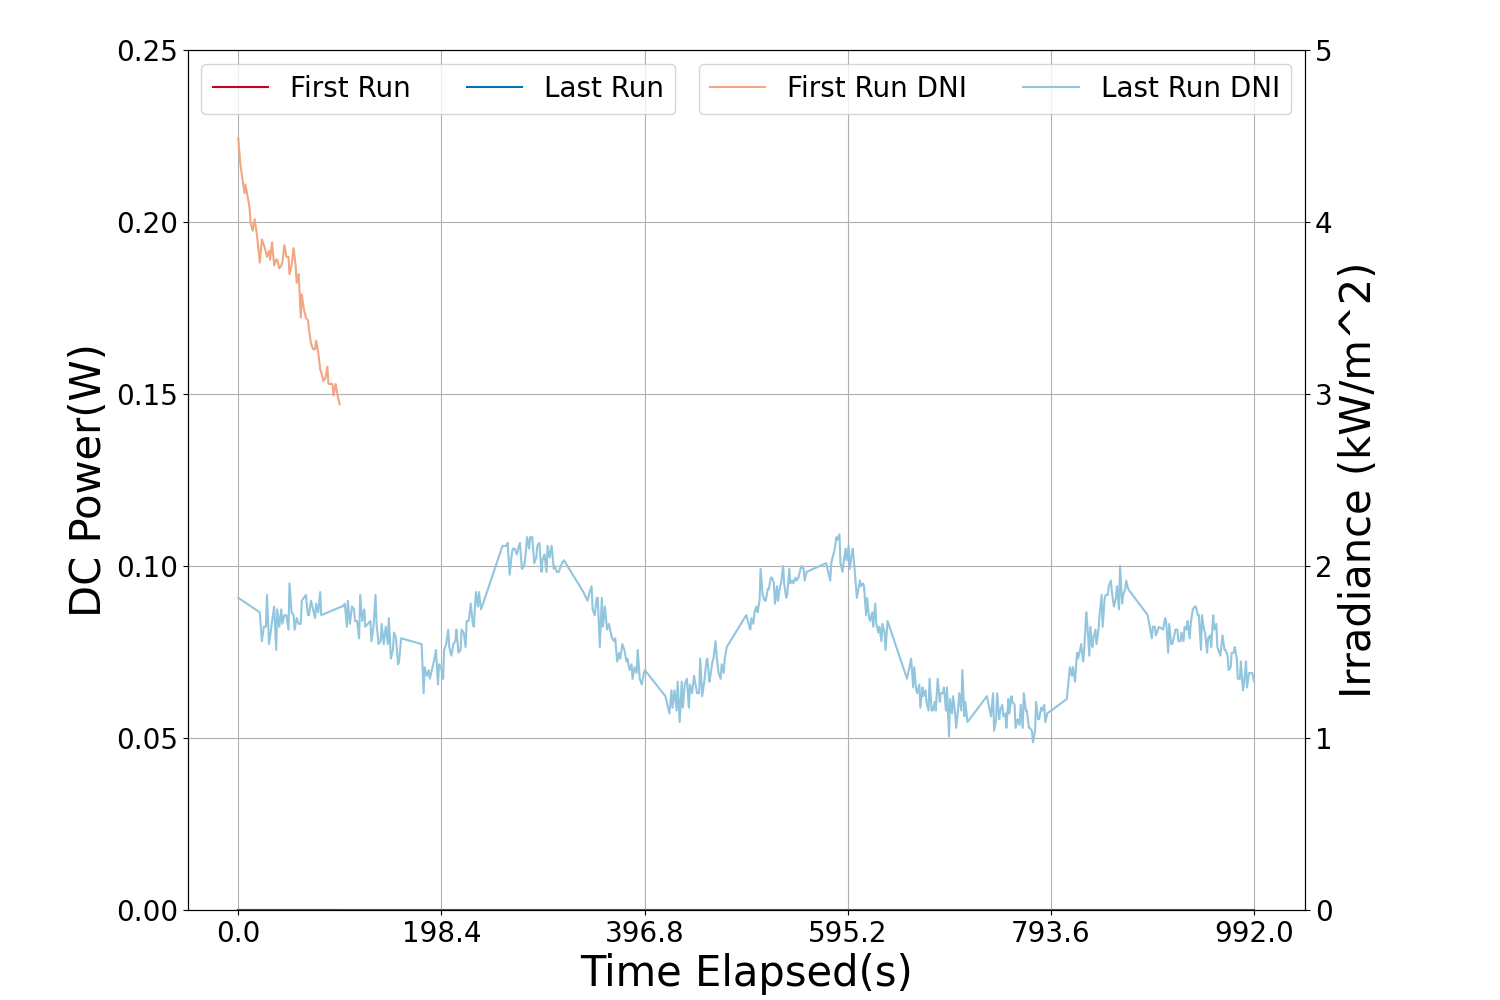 First Run
Last Run
First Run DNI
Last Run DNI
DC Power(W)
0.25
0.20
0.15
0.10
0.05
0.00
5
4
3
2
1
0
Irradiance (kW/m^2)
0.0
198.4
396.8
595.2
793.6
992.0
Time Elapsed(s)